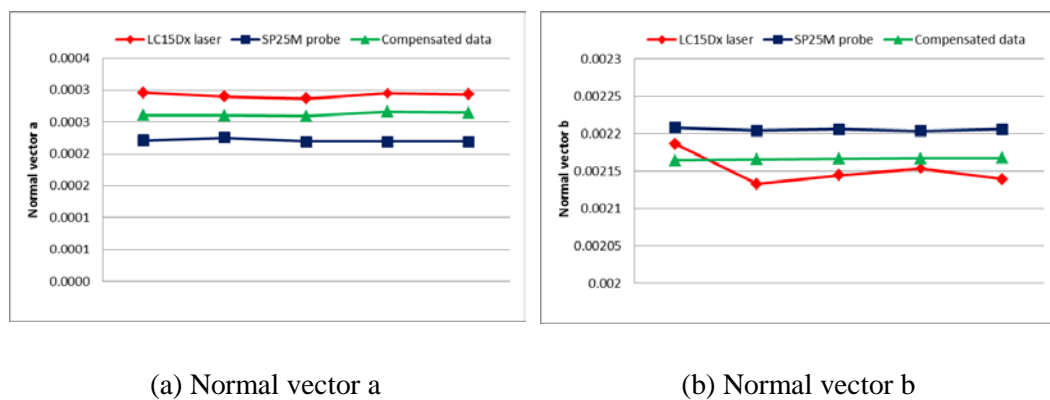 LC15Dx laser SP25M probe Compensated data
0.0004
0.0003
0.0003
0.0002
0.0002
0.0001
0.0001
0.0000
Normal vector a
LC15Dx laser SP25M probe Compensated data
0.0023
0.00225
0.0022
0.00215
0.0021
0.00205
0.002
Normal vector b
(a) Normal vector a
(b) Normal vector b